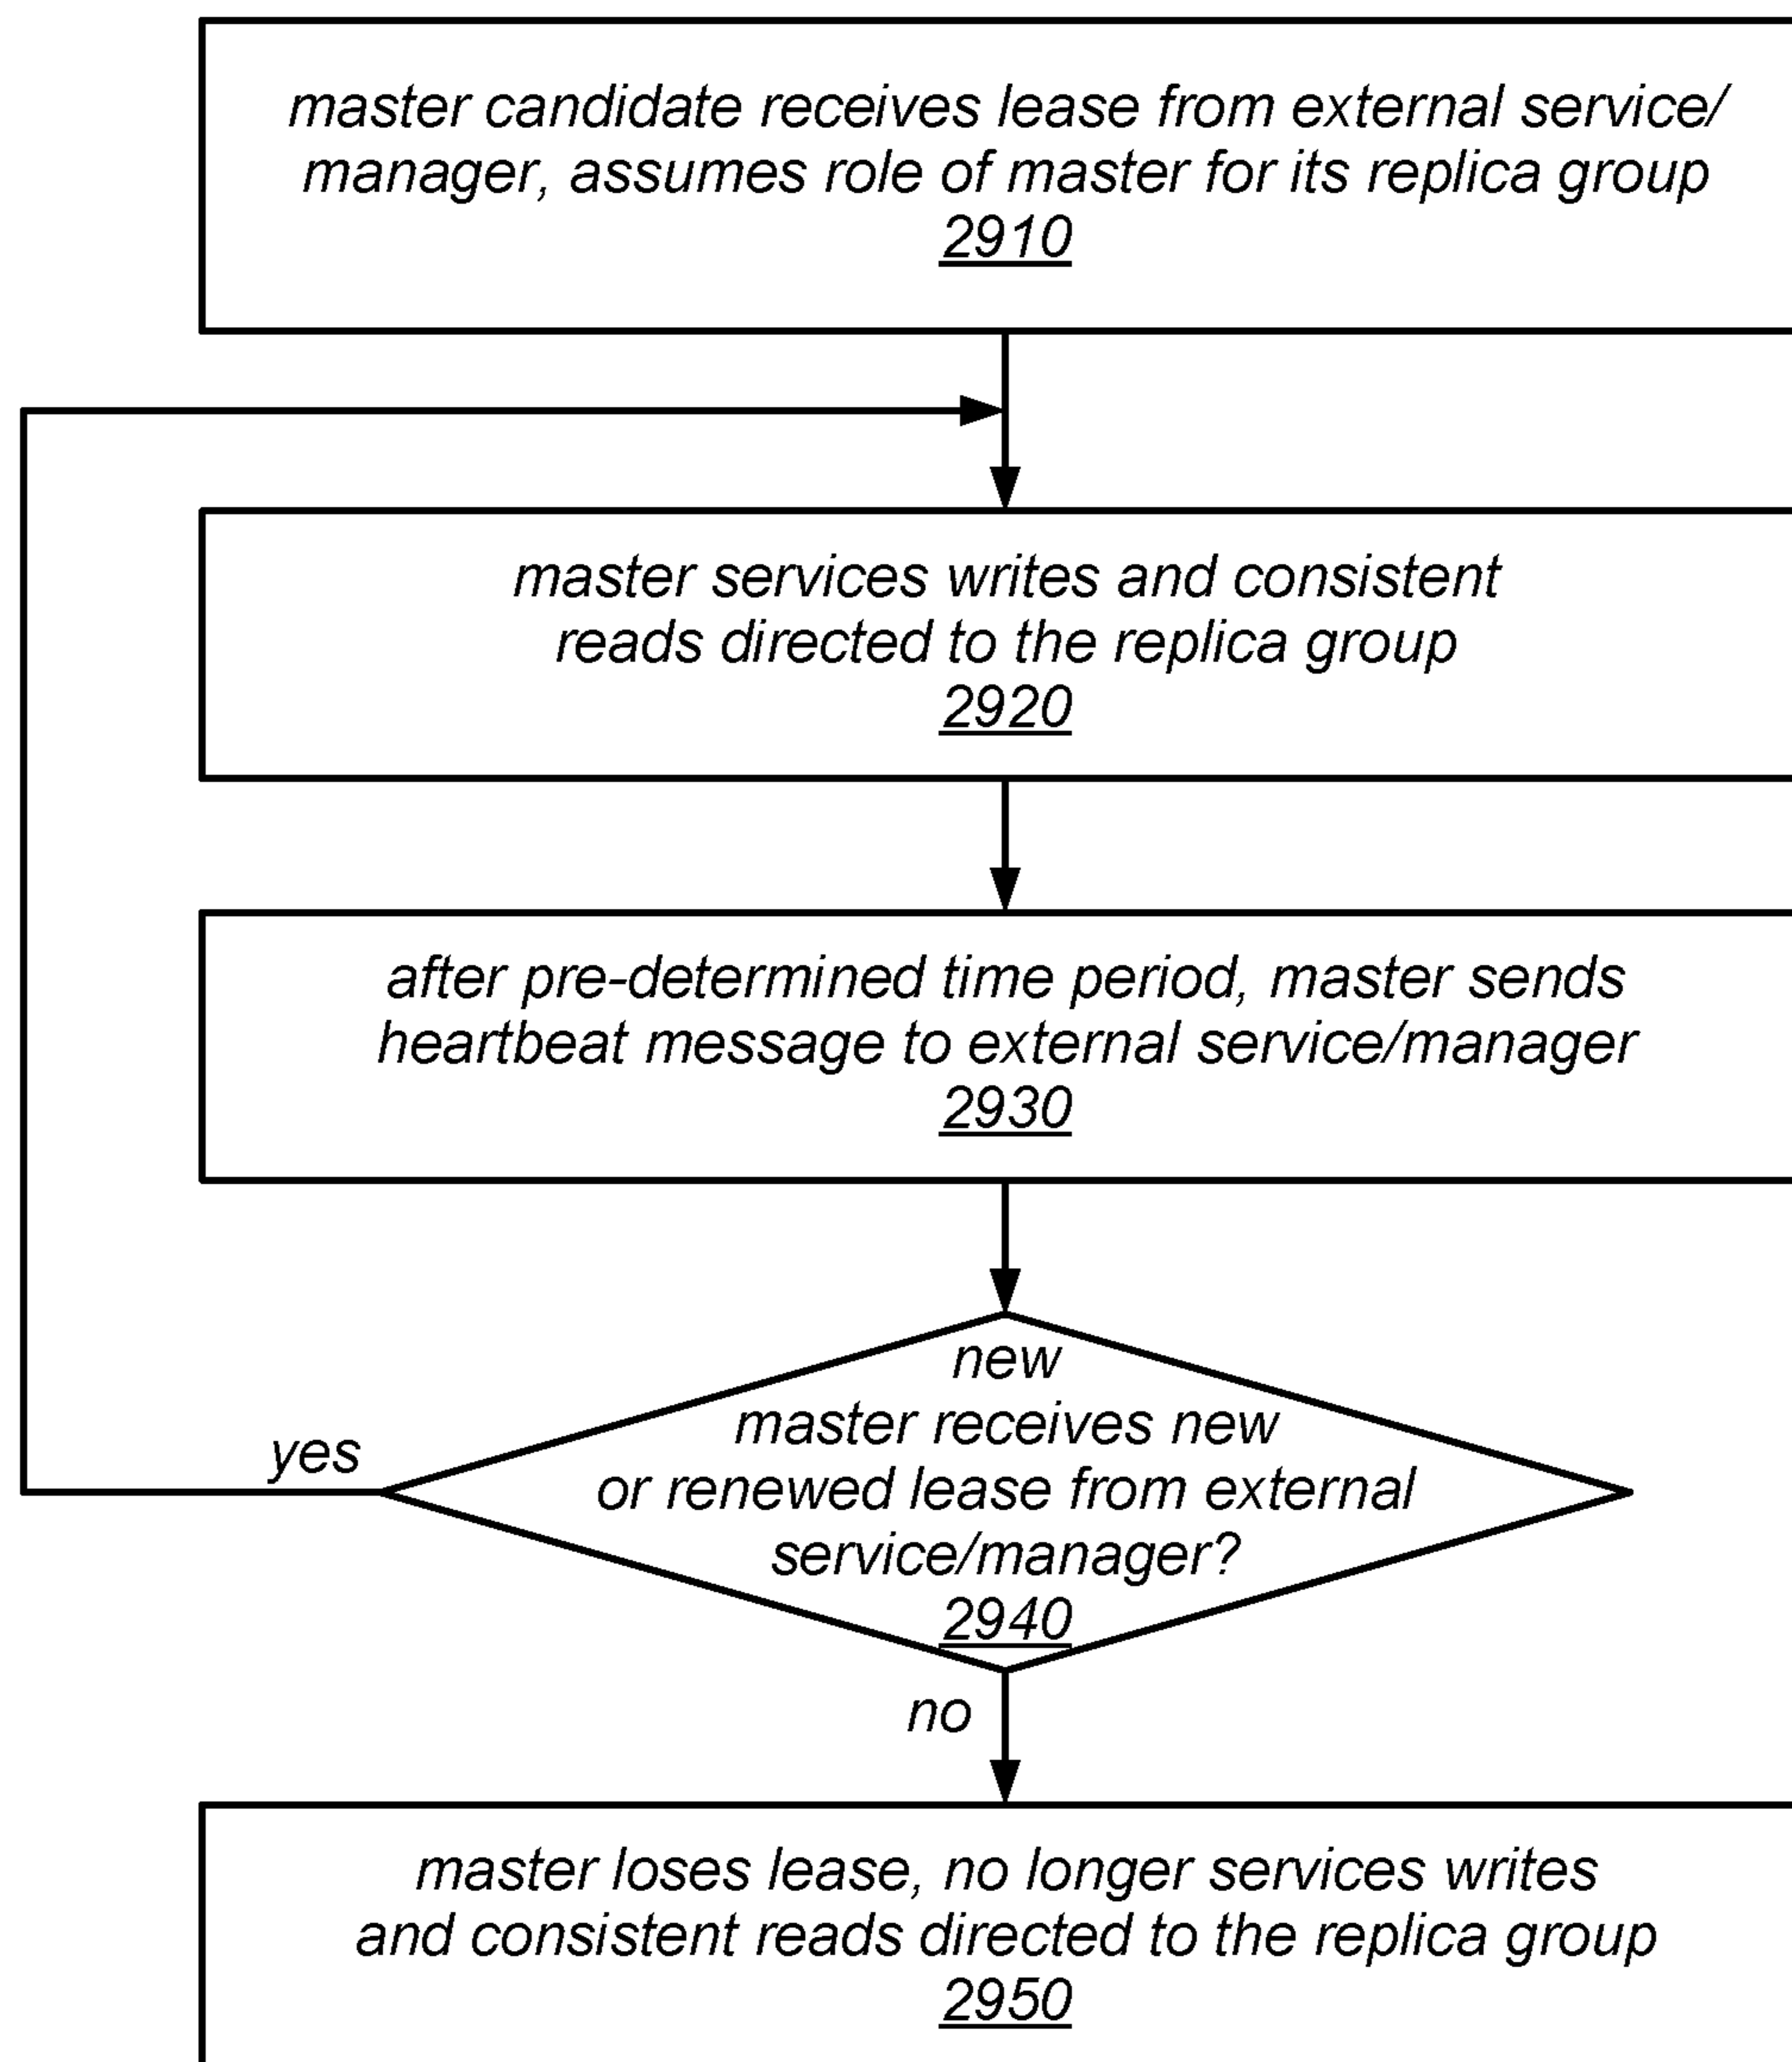 master candidate receives lease from external service/
manager, assumes role of master for its replica group
2910
master services writes and consistent
reads directed to the replica group
2920
after pre-determined time period, master sends
heartbeat message to external service/manager
2930
new
master receives new
or renewed lease from external
service/manager?
2940
yes
no
master loses lease, no longer services writes
and consistent reads directed to the replica group
2950